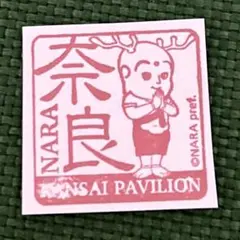 奈良
NARA
KANSAI PAVILION
©NARA pref.